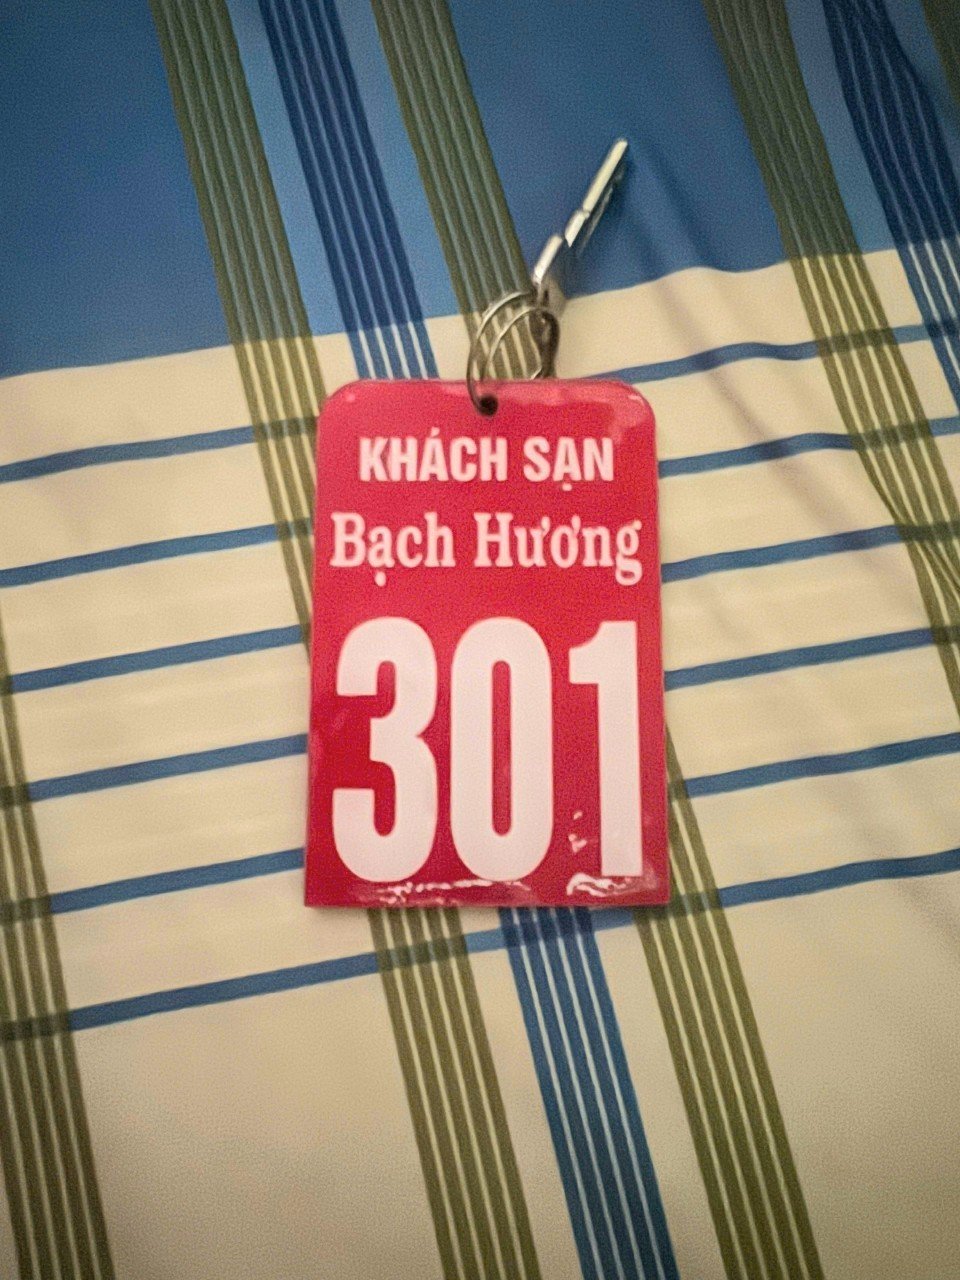 KHÁCH SẠN
Bạch Hương
301